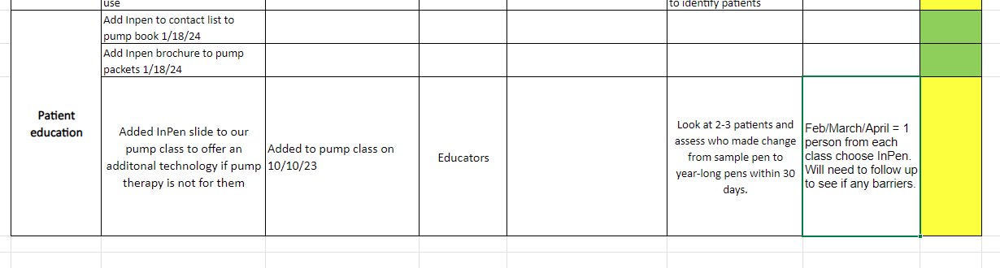 use
to identify patients
Add Inpen to contact list to
pump book 1/18/24
Add Inpen brochure to pump
packets 1/18/24
Patient
education
Added InPen slide to our
pump class to offer an
additonal technology if pump
therapy is not for them
Added to pump class on
10/10/23
Educators
Look at 2-3 patients and
assess who made change
from sample pen to
year-long pens within 30
days.
Feb/March/April = 1
person from each
class choose InPen.
Will need to follow up
to see if any barriers.